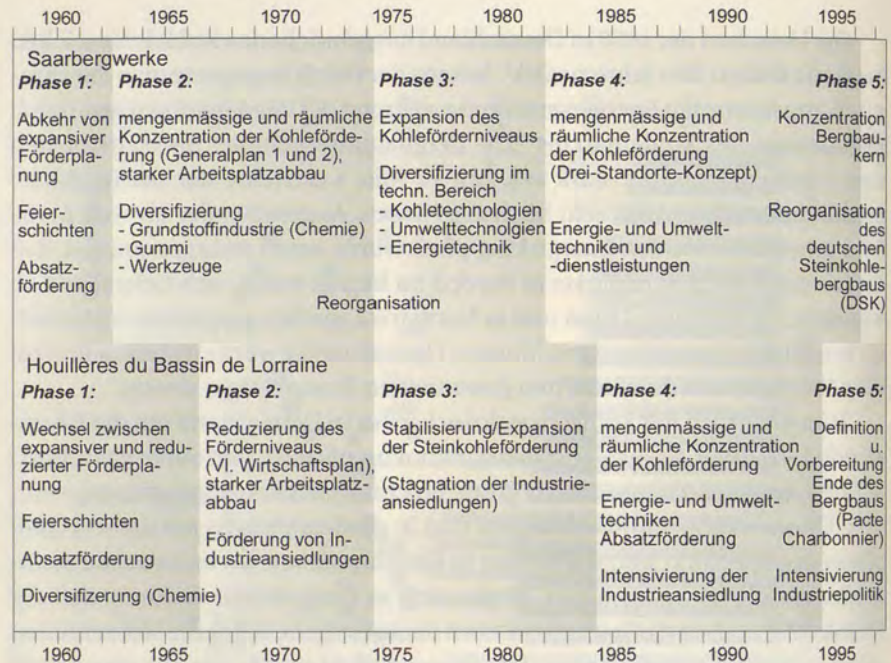 1960 1965 1970 1975 1980 1985 1990 1995
Saarbergwerke
Phase 1:
Abkehr von
expansiver
Förderpla-
nung
Feier-
schichten
Absatz-
förderung
Phase 2:
mengenmässige und räumliche
Konzentration der Kohleförde-
rung (Generalplan 1 und 2),
starker Arbeitsplatzabbau
Diversifizierung
- Grundstoffindustrie (Chemie)
- Gummi
- Werkzeuge
Reorganisation
Phase 3:
Expansion des
Kohleförderniveaus
Diversifizierung im
techn. Bereich
- Kohletechnologien
- Umwelttechnolgien
- Energietechnik
Phase 4:
mengenmässige und
räumliche Konzentration
der Kohleförderung
(Drei-Standorte-Konzept)
Energie- und Umwelt-
techniken und
-dienstleistungen
Phase 5:
Konzentration
Bergbau-
kern
Reorganisation
des
deutschen
Steinkohle-
bergbaus
(DSK)
Houillères du Bassin de Lorraine
Phase 1:
Wechsel zwischen
expansiver und redu-
zierter Förderpla-
nung
Feierschichten
Absatzförderung
Diversifizerung (Chemie)
Phase 2:
Reduzierung des
Förderniveaus
(VI. Wirtschaftsplan),
starker Arbeitsplatz-
abbau
Förderung von In-
dustrieansiedlungen
Phase 3:
Stabilisierung/Expansion
der Steinkohleförderung
(Stagnation der Industrie-
ansiedlungen)
Phase 4:
mengenmässige und
räumliche Konzentration
der Kohleförderung
Energie- und Umwelt-
techniken
Absatzförderung
Intensivierung der
Industrieansiedlung
Phase 5:
Definition
u.
Vorbereitung
Ende des
Bergbaus
(Pacte
Charbonnier)
Intensivierung
Industriepolitik
1960 1965 1970 1975 1980 1985 1990 1995